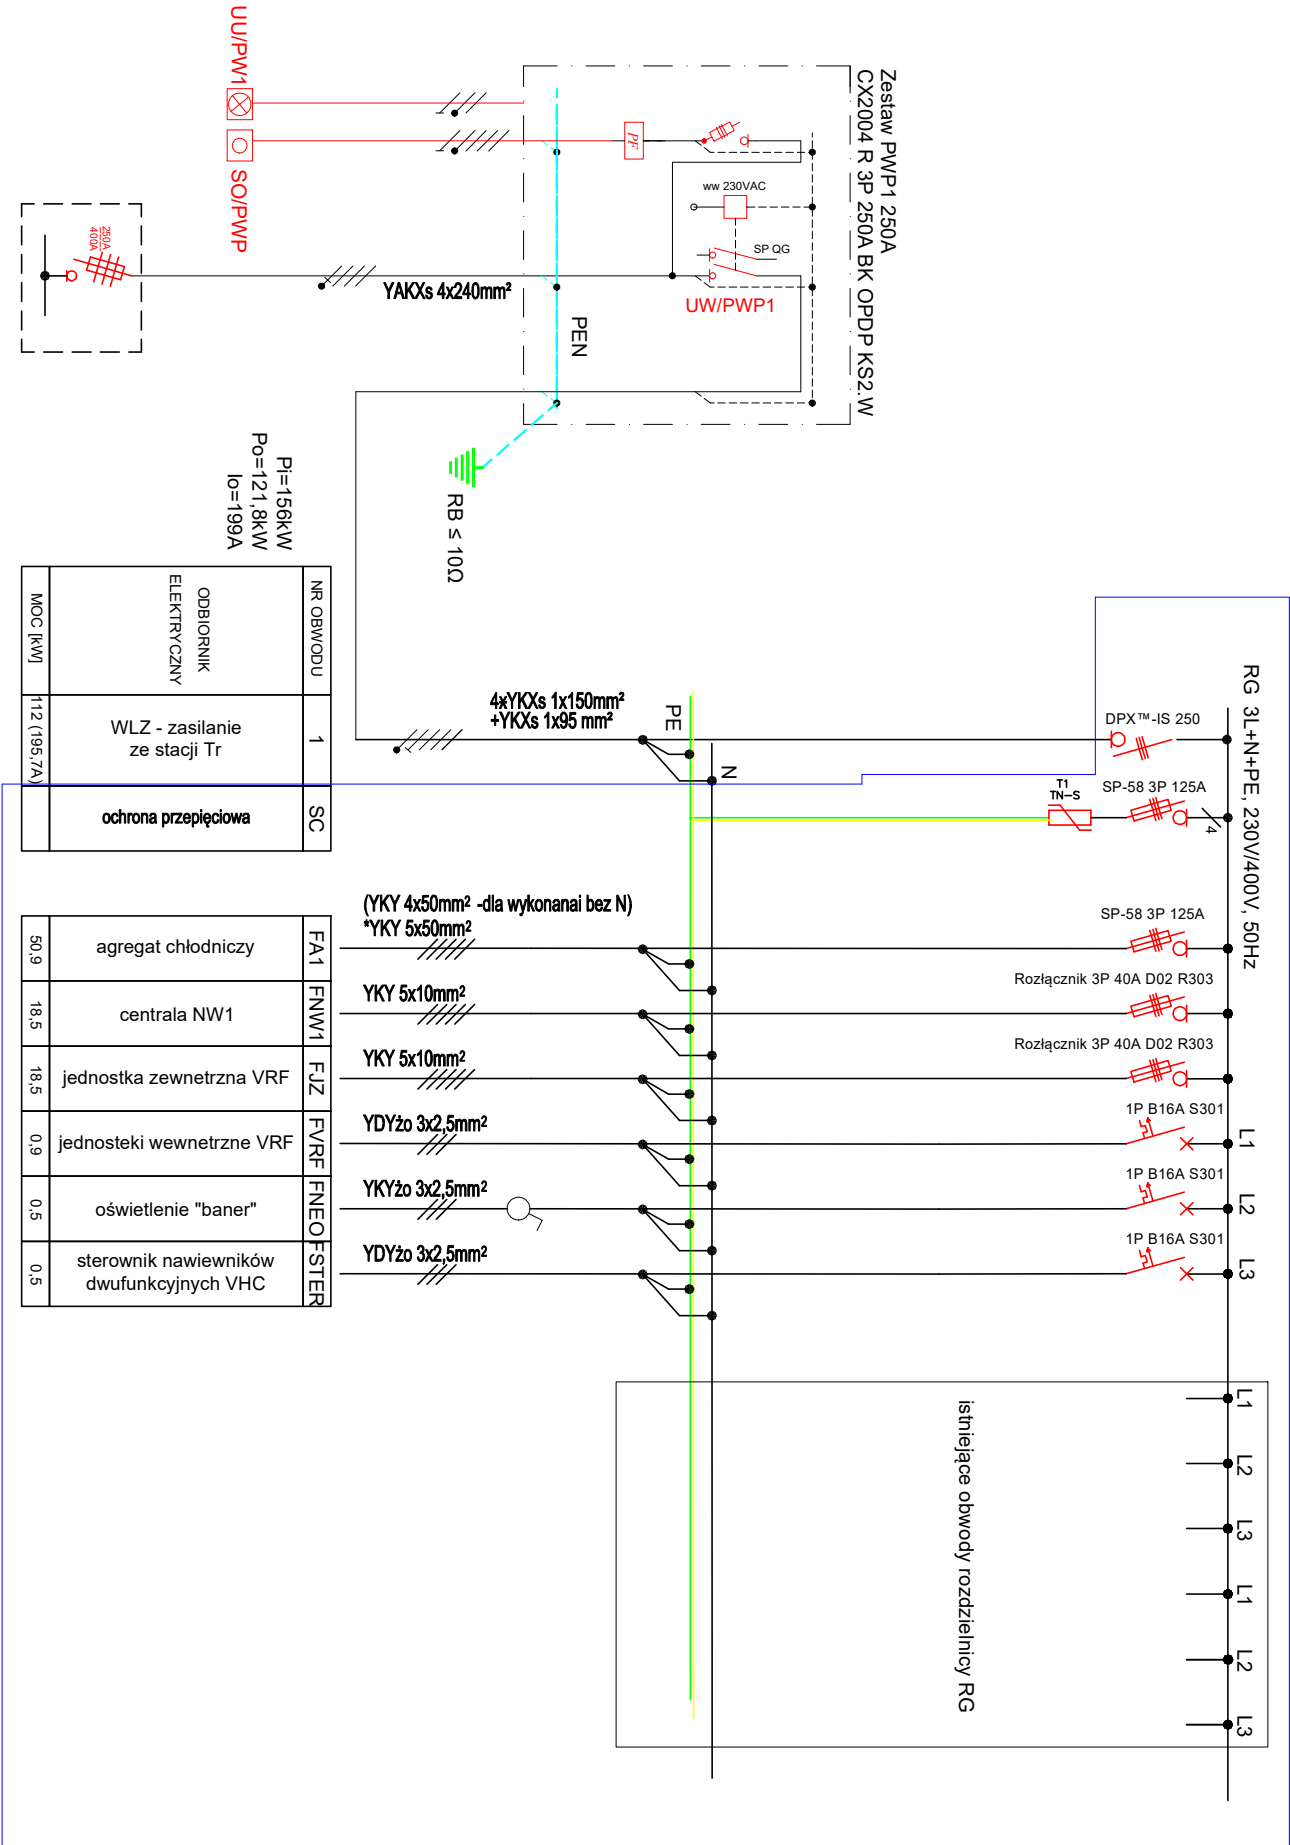 UU/PW1
SO/PWP
Zestaw PWP1 250A
CX2004 R 3P 250A BK OPDP KS2.W
PF
ww 230VAC
SP QG
UW/PWP1
250A
400A
YAKXs 4x240mm²
PEN
RB ≤ 10Ω
Pi=156kW
Po=121,8kW
Io=199A
NR OBWODU
ODBIORNIK
ELEKTRYCZNY
MOC [kW]
1
WLZ - zasilanie
ze stacji Tr
112 (195,7A)
SC
ochrona przepięciowa
4xYKXs 1x150mm²
+YKXs 1x95 mm²
PE
N
RG 3L+N+PE, 230V/400V, 50Hz
DPX™-IS 250
T1
TN-S
SP-58 3P 125A
4
(YKY 4x50mm² -dla wykonanai bez N)
*YKY 5x50mm²
SP-58 3P 125A
FA1
agregat chłodniczy
50,9
YKY 5x10mm²
Rozłącznik 3P 40A D02 R303
FNW1
centrala NW1
18,5
YKY 5x10mm²
Rozłącznik 3P 40A D02 R303
FJZ
jednostka zewnetrzna VRF
18,5
YDYżo 3x2,5mm²
1P B16A S301
L1
FVRF
jednosteki wewnetrzne VRF
0,9
YKYżo 3x2,5mm²
1P B16A S301
L2
FNEO
oświetlenie "baner"
0,5
YDYżo 3x2,5mm²
1P B16A S301
L3
FSTER
sterownik nawiewników
dwufunkcyjnych VHC
0,5
istniejące obwody rozdzielnicy RG
L1
L2
L3
L1
L2
L3